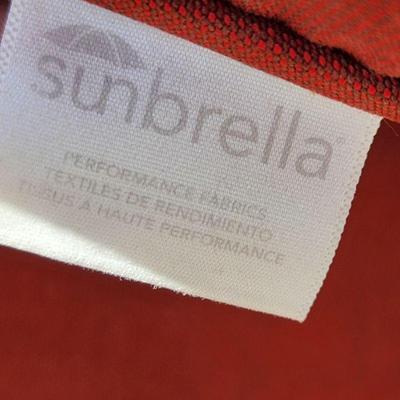 sunbrella®
PERFORMANCE FABRICS
TEXTILES DE RENDIMIENTO
TISSUS À HAUTE PERFORMANCE